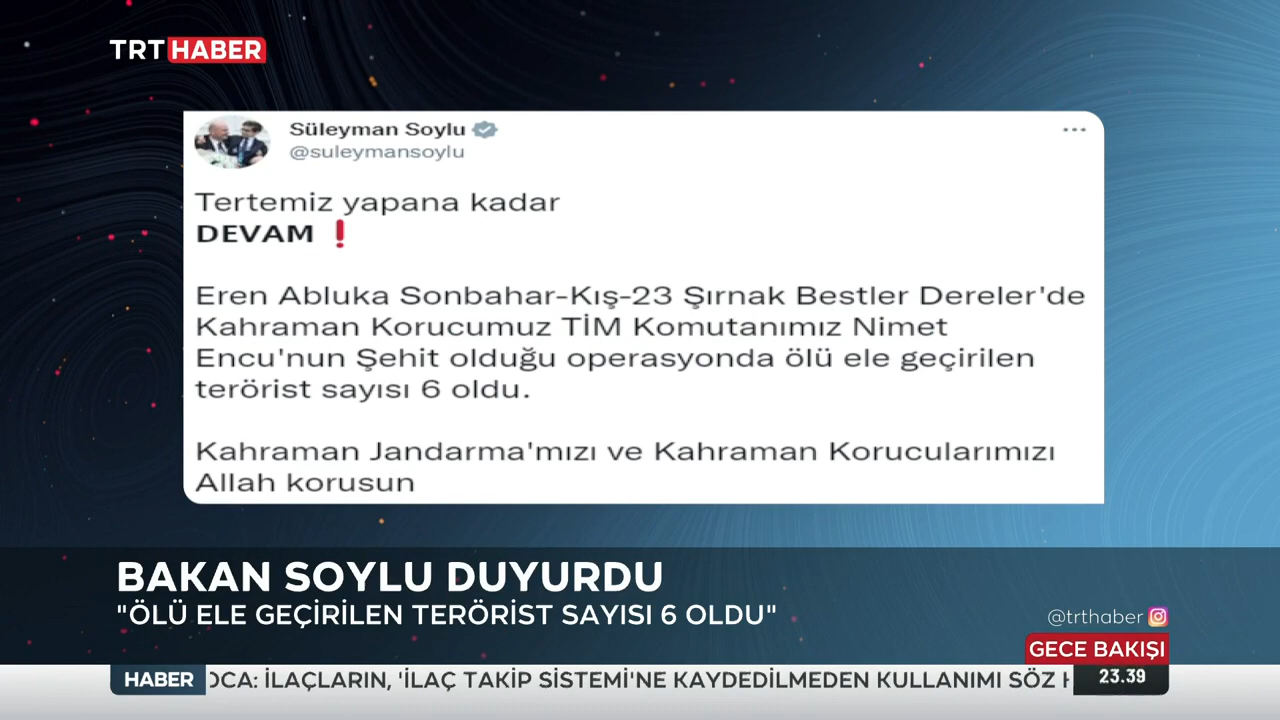 TRT HABER
Süleyman Soylu
@suleymansoylu
Tertemiz yapana kadar
DEVAM ❗
Eren Abluka Sonbahar-Kış-23 Şırnak Bestler Dereler'de
Kahraman Korucumuz TİM Komutanımız Nimet
Encu'nun Şehit olduğu operasyonda ölü ele geçirilen
terörist sayısı 6 oldu.
Kahraman Jandarma'mızı ve Kahraman Korucularımızı
Allah korusun
BAKAN SOYLU DUYURDU
"ÖLÜ ELE GEÇİRİLEN TERÖRİST SAYISI 6 OLDU"
@trthaber
GECE BAKIŞI
HABER OCA: İLAÇLARIN, 'İLAÇ TAKİP SİSTEMİ'NE KAYDEDİLMEDEN KULLANIMI SÖZ
23.39